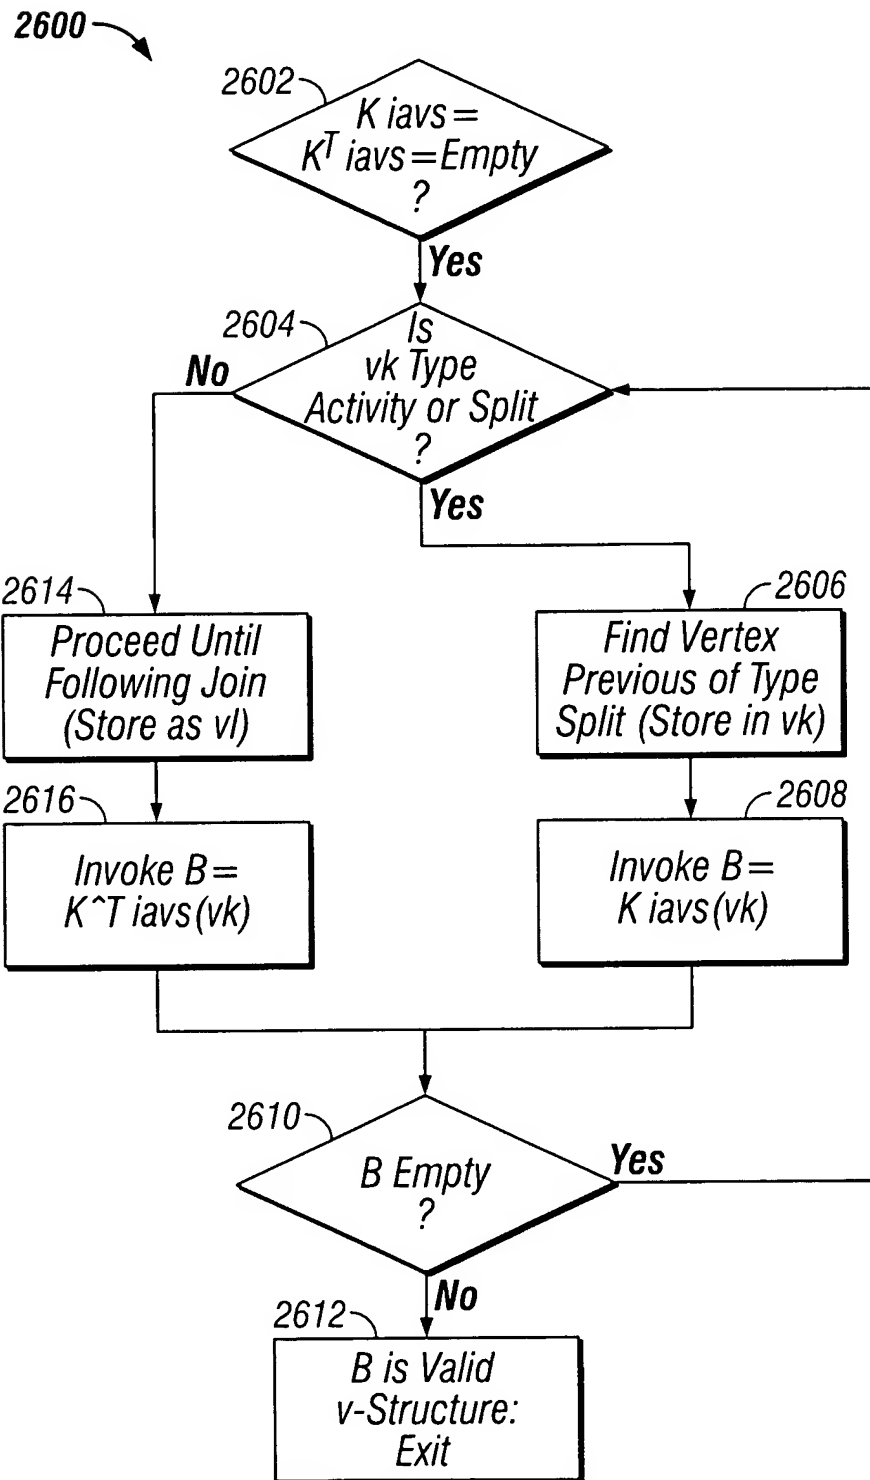 2600
2602
K iavs =
K^T iavs = Empty
?
Yes
2604
Is
vk Type
Activity or Split
?
No
Yes
2614
Proceed Until
Following Join
(Store as vl)
2606
Find Vertex
Previous of Type
Split (Store in vk)
2616
Invoke B =
K^T iavs (vk)
2608
Invoke B =
K iavs (vk)
2610
B Empty
?
Yes
No
2612
B is Valid
v-Structure:
Exit